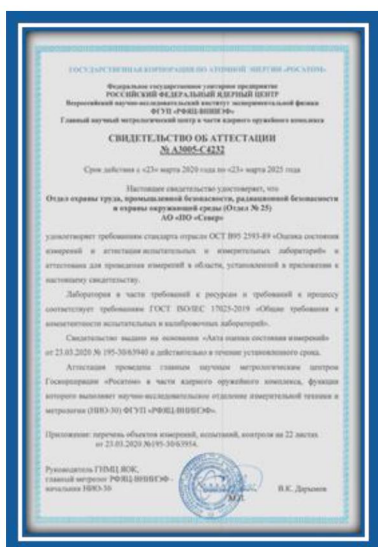 ГОСУДАРСТВЕННАЯ КОРПОРАЦИЯ ПО АТОМНОЙ ЭНЕРГИИ «РОСАТОМ»
Федеральное государственное унитарное предприятие
РОССИЙСКИЙ ФЕДЕРАЛЬНЫЙ ЯДЕРНЫЙ ЦЕНТР
Всероссийский научно-исследовательский институт экспериментальной физики
ФГУП «РФЯЦ-ВНИИЭФ»
Главный научный метрологический центр в части ядерного оружейного комплекса
СВИДЕТЕЛЬСТВО ОБ АТТЕСТАЦИИ
№ А3005-С4232
Срок действия с «23» марта 2020 года по «23» марта 2025 года
Настоящее свидетельство удостоверяет, что
Отдел охраны труда, промышленной безопасности, радиационной безопасности
и охраны окружающей среды (Отдел № 25)
АО «ПО «Север»
удовлетворяет требованиям стандарта отрасли ОСТ В95 2593-89 «Оценка состояния
измерений и аттестация испытательных и измерительных лабораторий» и
аттестована для проведения измерений в области, установленной в приложении к
настоящему свидетельству.
Лаборатория в части требований к ресурсам и требований к процессу
соответствует требованиям ГОСТ ISO/IEC 17025-2019 «Общие требования к
компетентности испытательных и калибровочных лабораторий».
Свидетельство выдано на основании «Акта оценки состояния измерений»
от 23.03.2020 № 195-30/63940 и действительно в течение установленного срока.
Аттестация проведена главным научным метрологическим центром
Госкорпорации «Росатом» в части ядерного оружейного комплекса, функции
которого выполняет научно-исследовательское отделение измерительной техники и
метрологии (НИО-30) ФГУП «РФЯЦ-ВНИИЭФ».
Приложение: перечень объектов измерений, испытаний, контроля на 22 листах
от 23.03.2020 №195-30/63954.
Руководитель ГНМЦ ЯОК,
главный метролог РФЯЦ-ВНИИЭФ -
начальник НИО-30
М.П.
В.К. Дарымов